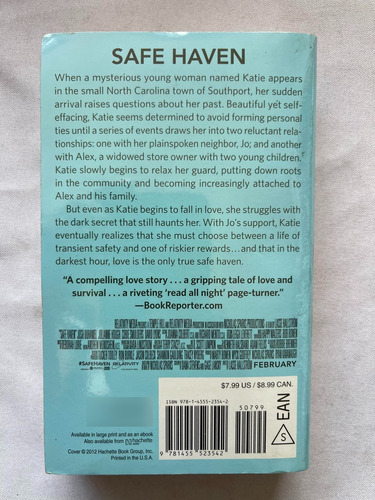 SAFE HAVEN
When a mysterious young woman named Katie appears
in the small North Carolina town of Southport, her sudden
arrival raises questions about her past. Beautiful yet self-
effacing, Katie seems determined to avoid forming personal
ties until a series of events draws her into two reluctant rela-
tionships: one with her plainspoken neighbor, Jo; and another
with Alex, a widowed store owner with two young children.
Katie slowly begins to relax her guard, putting down roots
in the community and becoming increasingly attached to
Alex and his family.
But even as Katie begins to fall in love, she struggles with
the dark secret that still haunts her. With Jo's support, Katie
eventually realizes that she must choose between a life of
transient safety and one of riskier rewards...and that in the
darkest hour, love is the only true safe haven.
"A compelling love story . . . a gripping tale of love and
survival . . . a riveting 'read all night' page-turner."
—BookReporter.com
#SAFEHAVEN RELATIVITY
FEBRUARY
$7.99 US / $8.99 CAN.
ISBN 978-1-4555-2354-2
50799
9 781455 523542
EAN
S
Available in large print and as an ebook
Also available from hachette
Cover © 2012 Hachette Book Group, Inc.
Printed in the U.S.A.